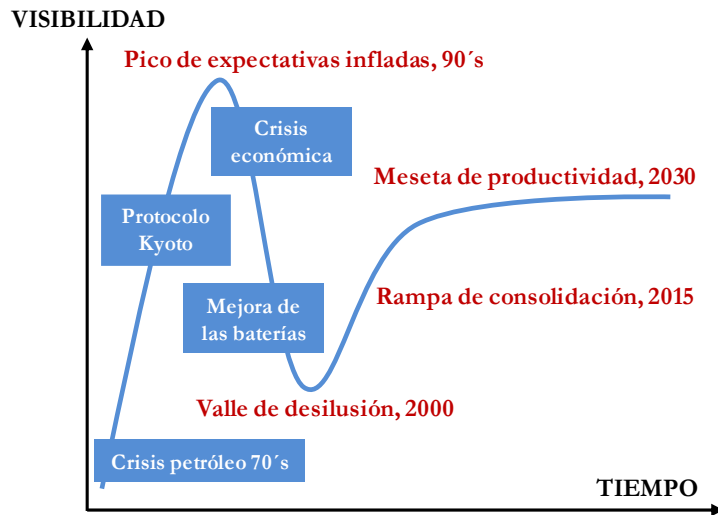 VISIBILIDAD
Pico de expectativas infladas, 90´s
Crisis
económica
Meseta de productividad, 2030
Protocolo
Kyoto
Mejora de
las baterías
Rampa de consolidación, 2015
Valle de desilusión, 2000
Crisis petróleo 70´s
TIEMPO